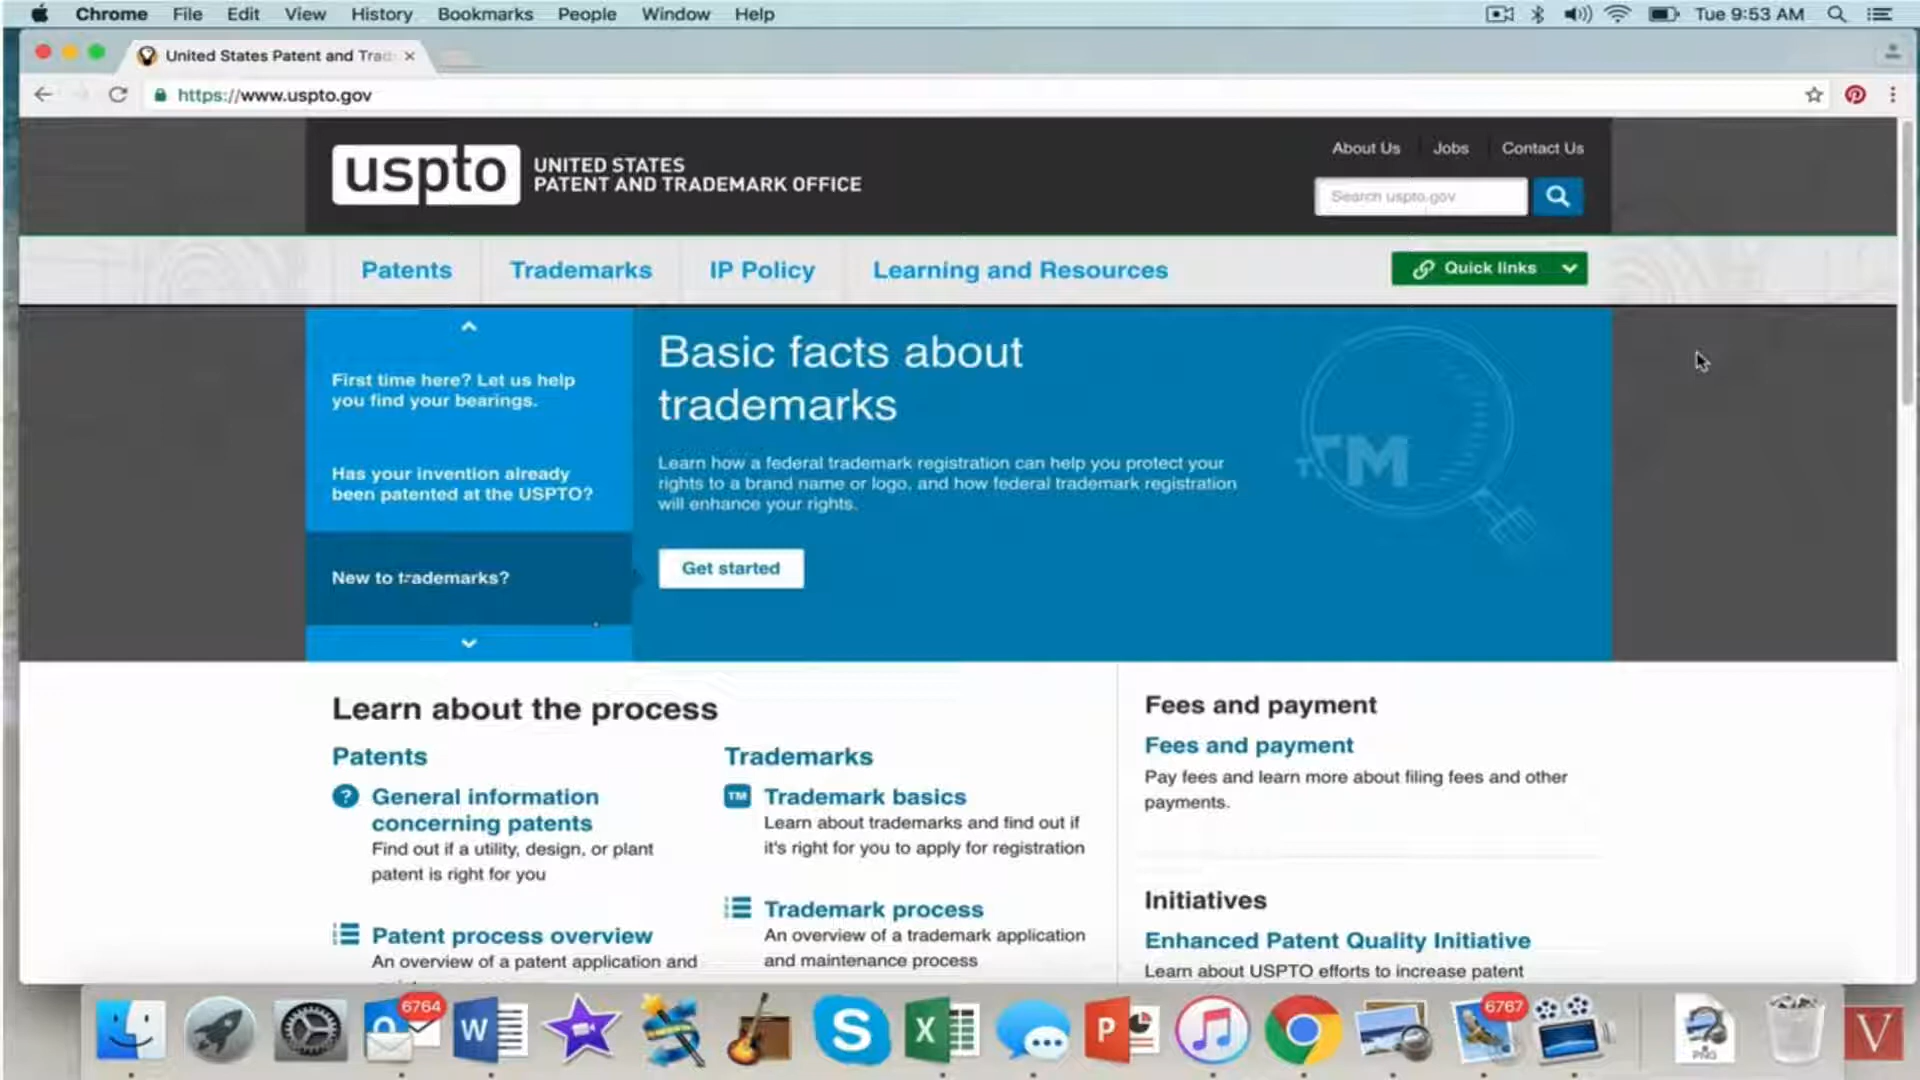 Chrome File Edit View History Bookmarks People Window Help
Tue 9:53 AM
United States Patent and Trad
https://www.uspto.gov
uspto
UNITED STATES
PATENT AND TRADEMARK OFFICE
About Us Jobs Contact Us
Search uspto.gov
Patents Trademarks IP Policy Learning and Resources
Quick links
First time here? Let us help
you find your bearings.
Has your invention already
been patented at the USPTO?
New to trademarks?
Basic facts about
trademarks
Learn how a federal trademark registration can help you protect your
rights to a brand name or logo, and how federal trademark registration
will enhance your rights.
Get started
TM
Learn about the process
Patents
General information
concerning patents
Find out if a utility, design, or plant
patent is right for you
Patent process overview
An overview of a patent application and
Trademarks
TM
Trademark basics
Learn about trademarks and find out if
it's right for you to apply for registration
Trademark process
An overview of a trademark application
and maintenance process
Fees and payment
Fees and payment
Pay fees and learn more about filing fees and other
payments.
Initiatives
Enhanced Patent Quality Initiative
Learn about USPTO efforts to increase patent
6764
W
S
X
P
6767
PNG
V